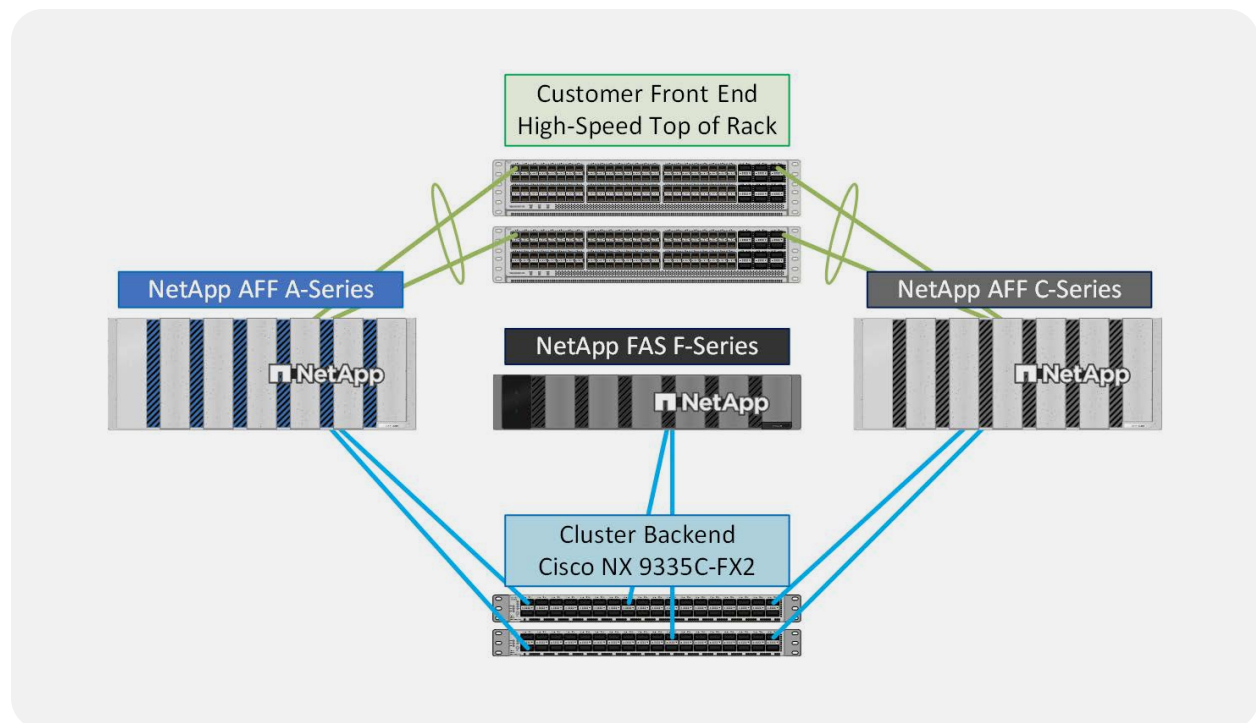 Customer Front End
High-Speed Top of Rack
NetApp AFF A-Series
NetApp AFF C-Series
NetApp FAS F-Series
NetApp
NetApp
NetApp
Cluster Backend
Cisco NX 9335C-FX2